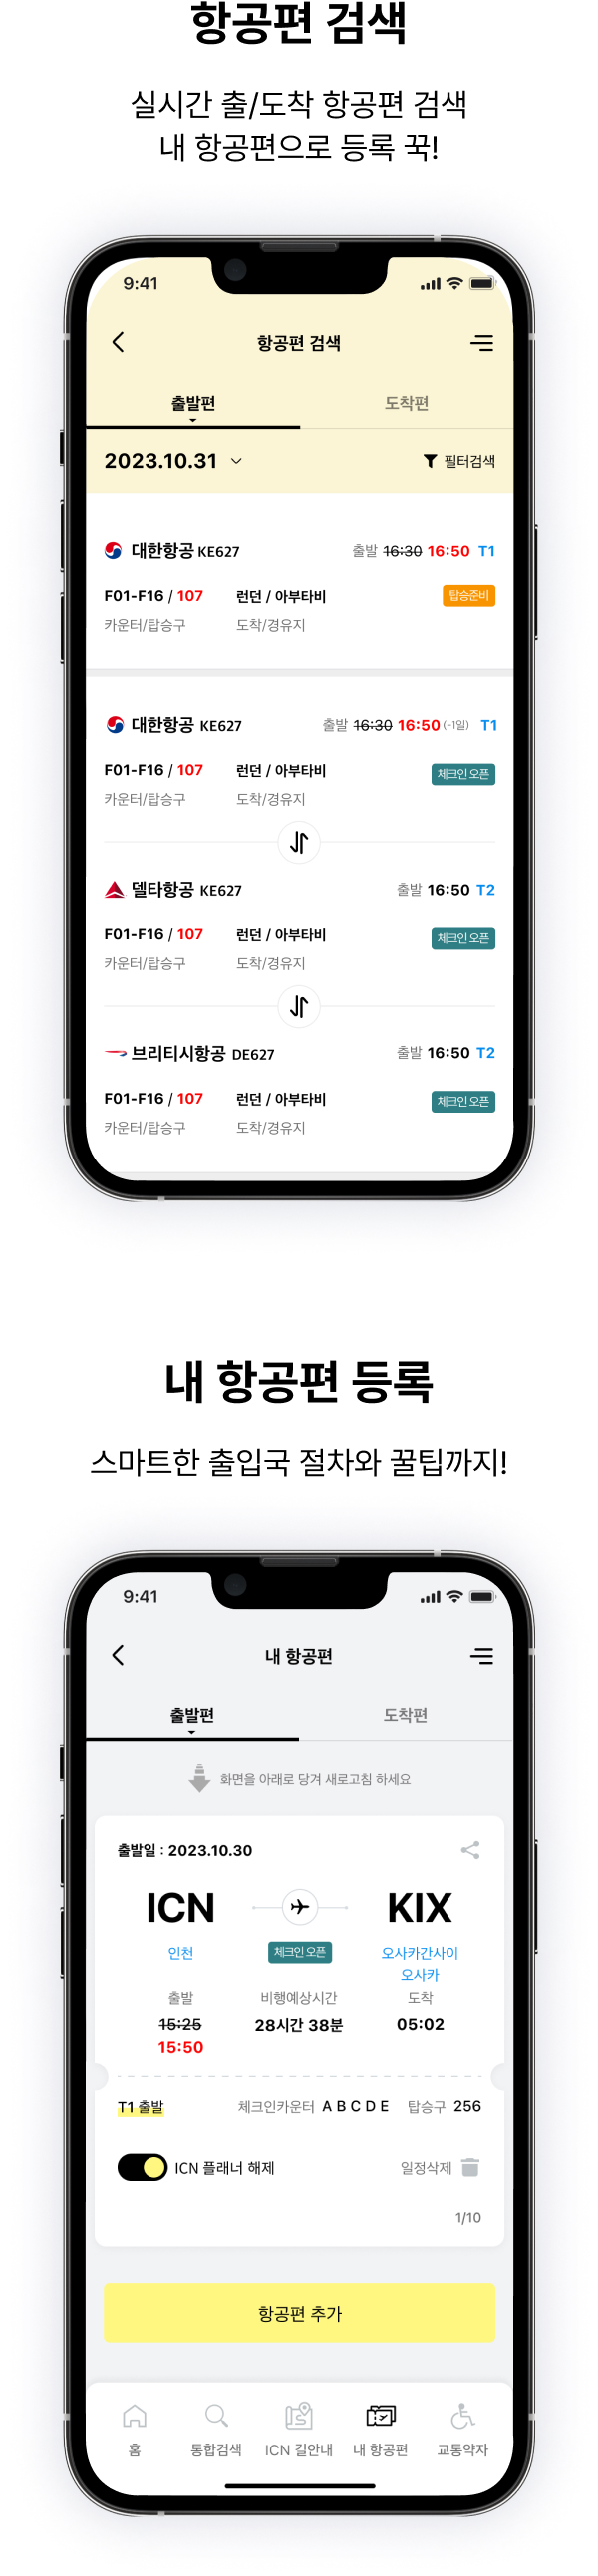 항공편 검색
실시간 출/도착 항공편 검색
내 항공편으로 등록 꾹!
9:41
항공편 검색
출발편 도착편
2023.10.31 필터검색
대한항공 KE627 출발 16:30 16:50 T1
F01-F16 / 107 런던 / 아부타비 탑승준비
카운터/탑승구 도착/경유지
대한항공 KE627 출발 16:30 16:50 (-1일) T1
F01-F16 / 107 런던 / 아부타비 체크인 오픈
카운터/탑승구 도착/경유지
델타항공 KE627 출발 16:50 T2
F01-F16 / 107 런던 / 아부타비 체크인 오픈
카운터/탑승구 도착/경유지
브리티시항공 DE627 출발 16:50 T2
F01-F16 / 107 런던 / 아부타비 체크인 오픈
카운터/탑승구 도착/경유지
내 항공편 등록
스마트한 출입국 절차와 꿀팁까지!
9:41
내 항공편
출발편 도착편
화면을 아래로 당겨 새로고침 하세요
출발일 : 2023.10.30
ICN KIX
인천 체크인 오픈 오사카간사이
오사카
출발 비행예상시간 도착
15:25 28시간 38분 05:02
15:50
T1 출발 체크인카운터 A B C D E 탑승구 256
ICN 플래너 해제 일정삭제
1/10
항공편 추가
홈 통합검색 ICN 길안내 내 항공편 교통약자